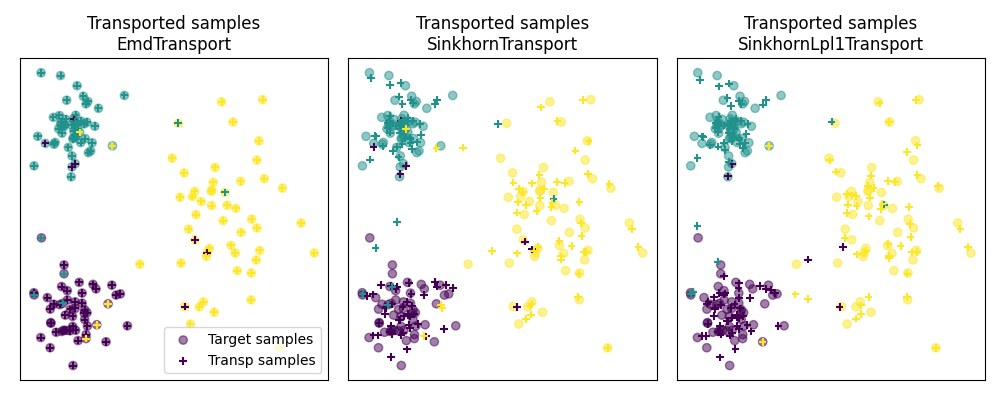 Transported samples
EmdTransport
Transported samples
SinkhornTransport
Transported samples
SinkhornLpl1Transport
Target samples
Transp samples